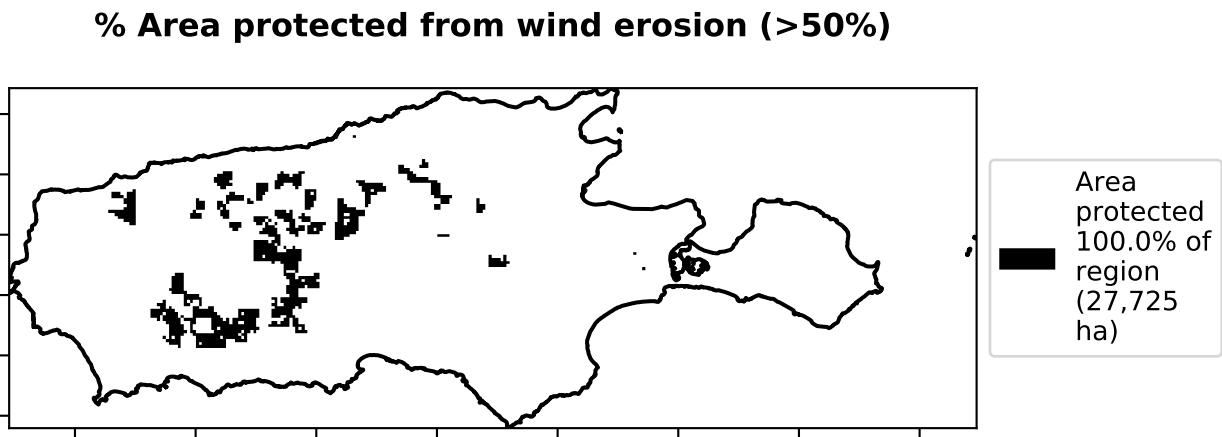 % Area protected from wind erosion (>50%)
Area
protected
100.0% of
region
(27,725
ha)